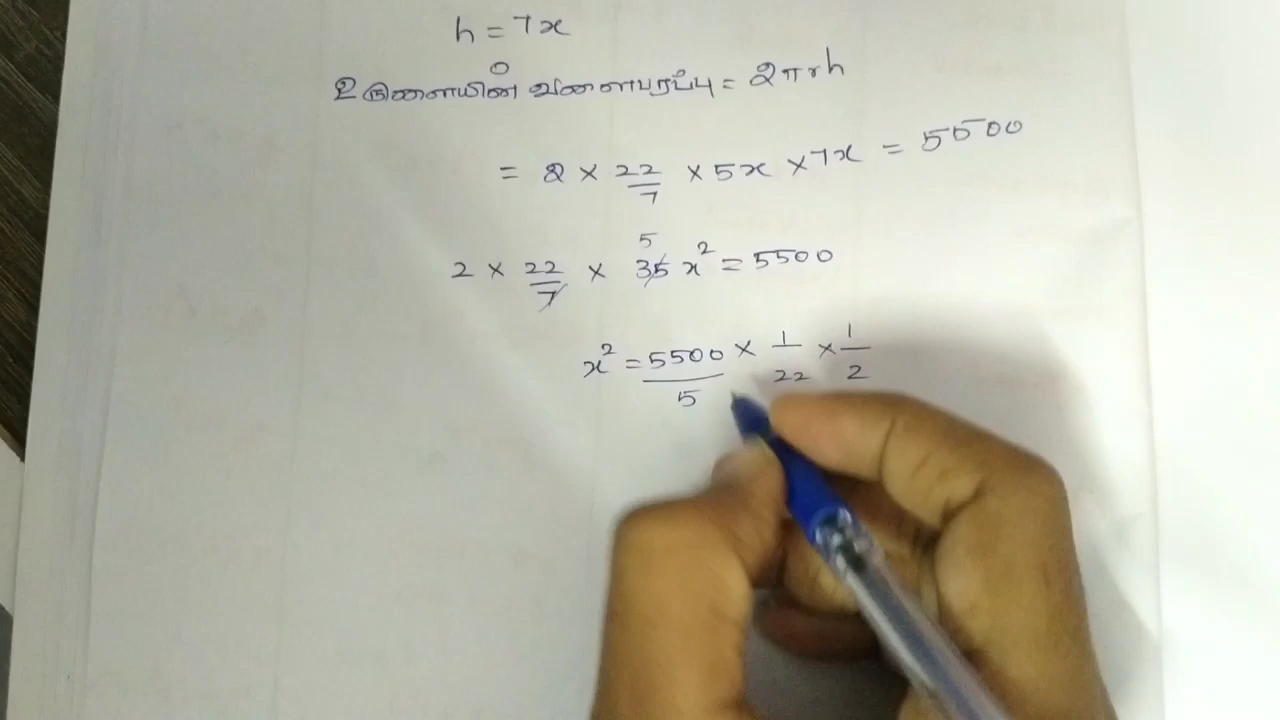 h = 7x
உருளையின் வளைபரப்பு = 2πrh
= 2 × 22/7 × 5x × 7x = 5500
2 × 22/7 × 35 x² = 5500
5
x² = 5500/5 × 1/22 × 1/2